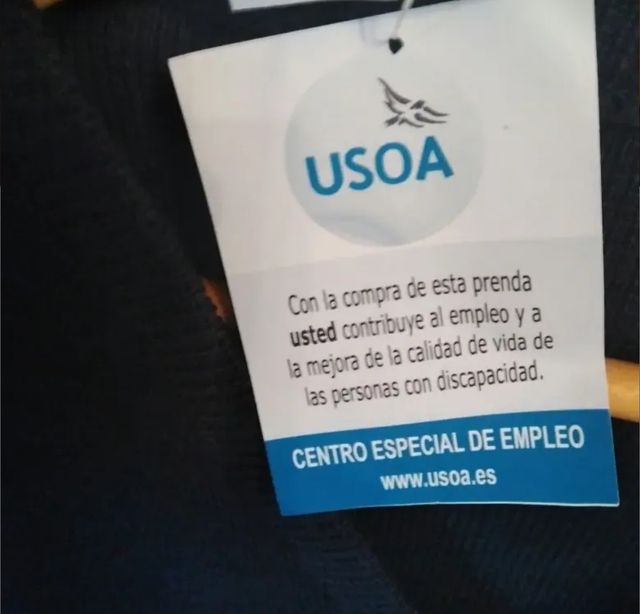 USOA
Con la compra de esta prenda
usted contribuye al empleo y a
la mejora de la calidad de vida de
las personas con discapacidad.
CENTRO ESPECIAL DE EMPLEO
www.usoa.es